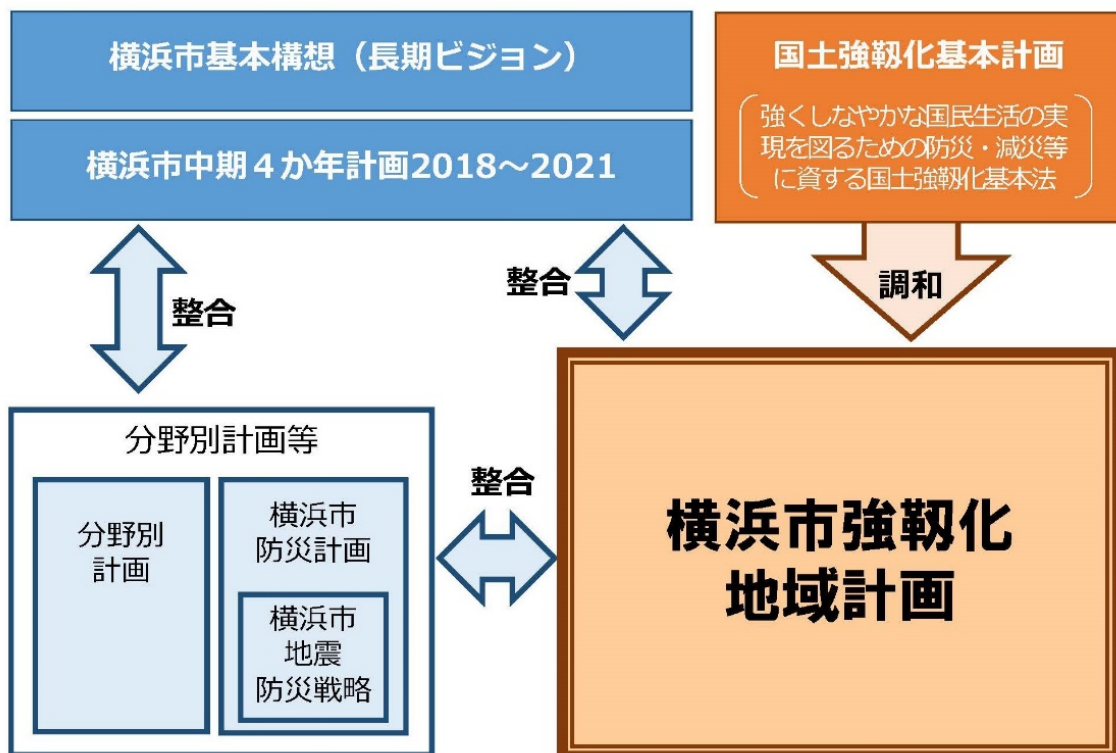 横浜市基本構想（長期ビジョン）
横浜市中期４か年計画2018～2021
国土強靱化基本計画
強くしなやかな国民生活の実
現を図るための防災・減災等
に資する国土強靱化基本法
整合
整合
調和
分野別計画等
分野別
計画
横浜市
防災計画
横浜市
地震
防災戦略
整合
横浜市強靱化
地域計画